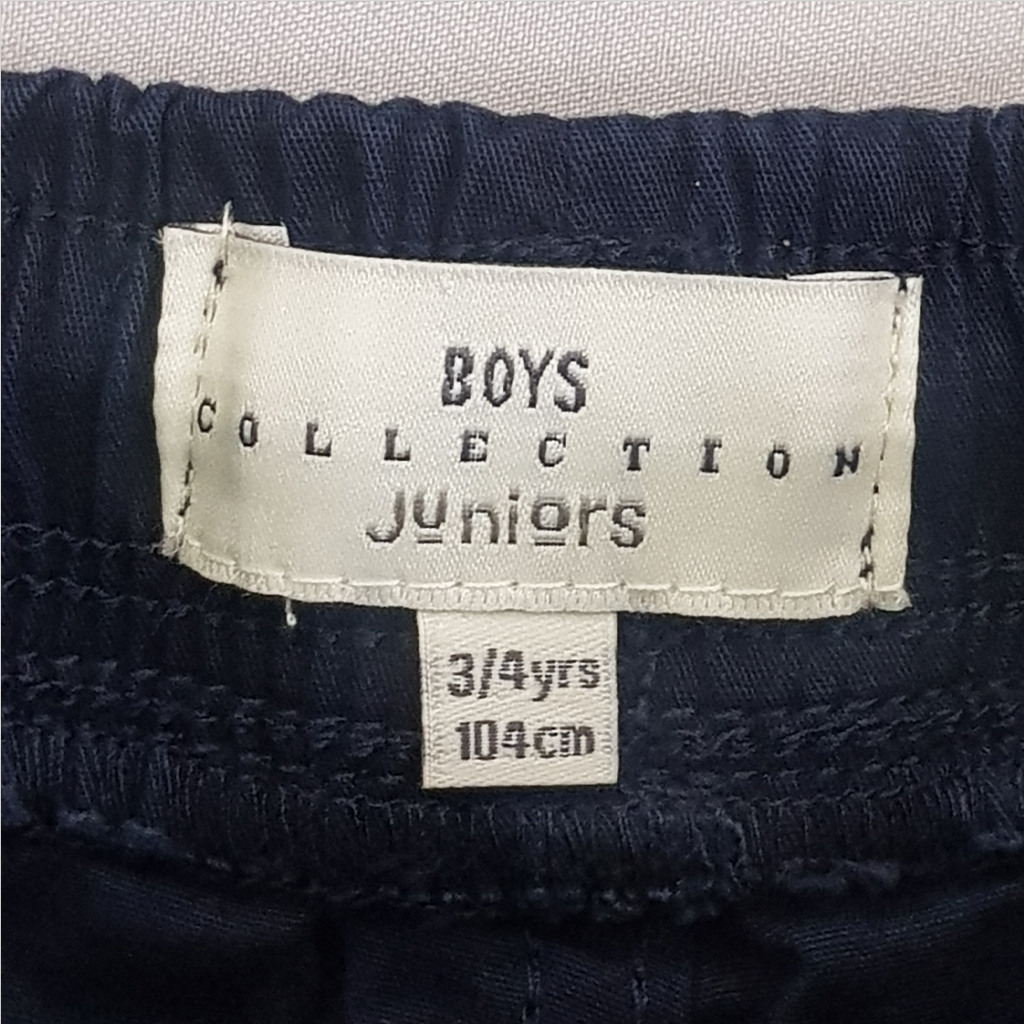 BOYS
COLLECTION
Juniors
3/4yrs
104cm